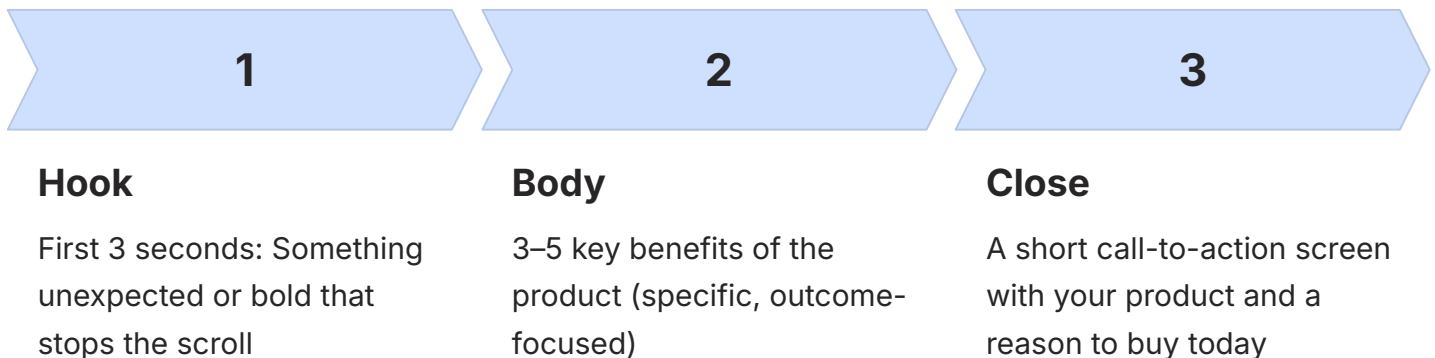 1
2
3
Hook
First 3 seconds: Something
unexpected or bold that
stops the scroll
Body
3–5 key benefits of the
product (specific, outcome-
focused)
Close
A short call-to-action screen
with your product and a
reason to buy today